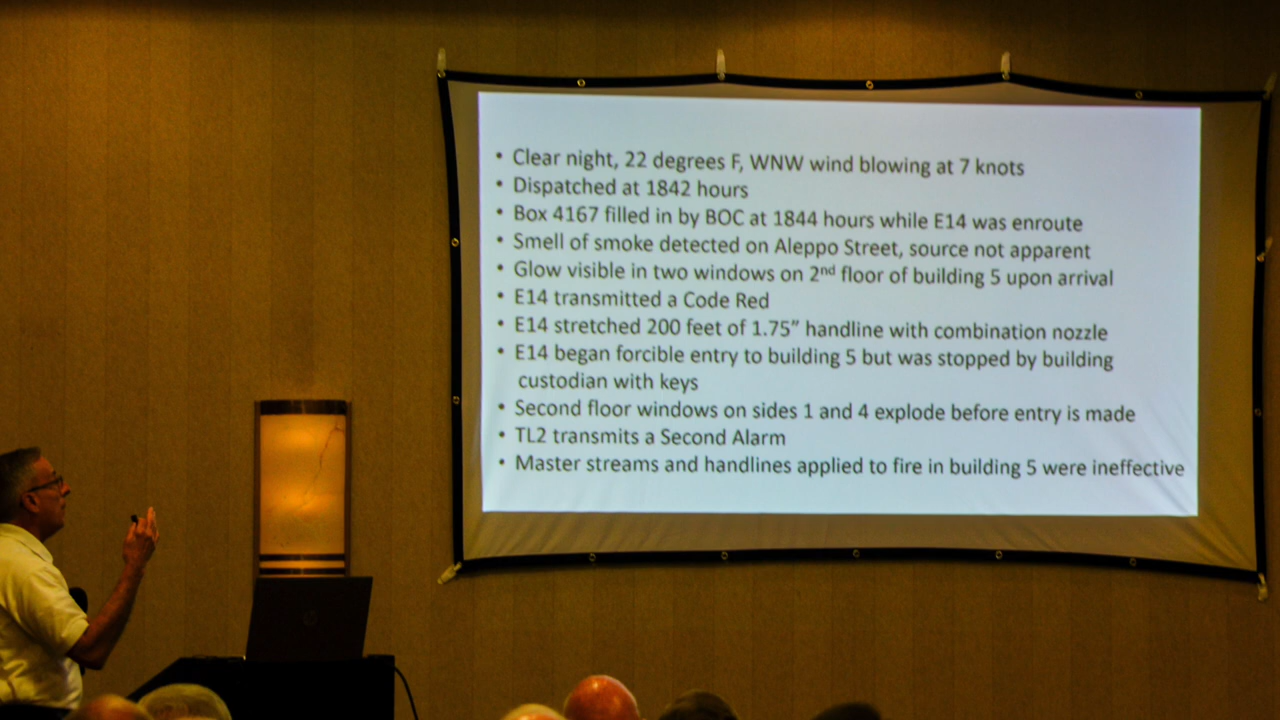 • Clear night, 22 degrees F, WNW wind blowing at 7 knots
• Dispatched at 1842 hours
• Box 4167 filled in by BOC at 1844 hours while E14 was enroute
• Smell of smoke detected on Aleppo Street, source not apparent
• Glow visible in two windows on 2nd floor of building 5 upon arrival
• E14 transmitted a Code Red
• E14 stretched 200 feet of 1.75” handline with combination nozzle
• E14 began forcible entry to building 5 but was stopped by building
custodian with keys
• Second floor windows on sides 1 and 4 explode before entry is made
• TL2 transmits a Second Alarm
• Master streams and handlines applied to fire in building 5 were ineffective